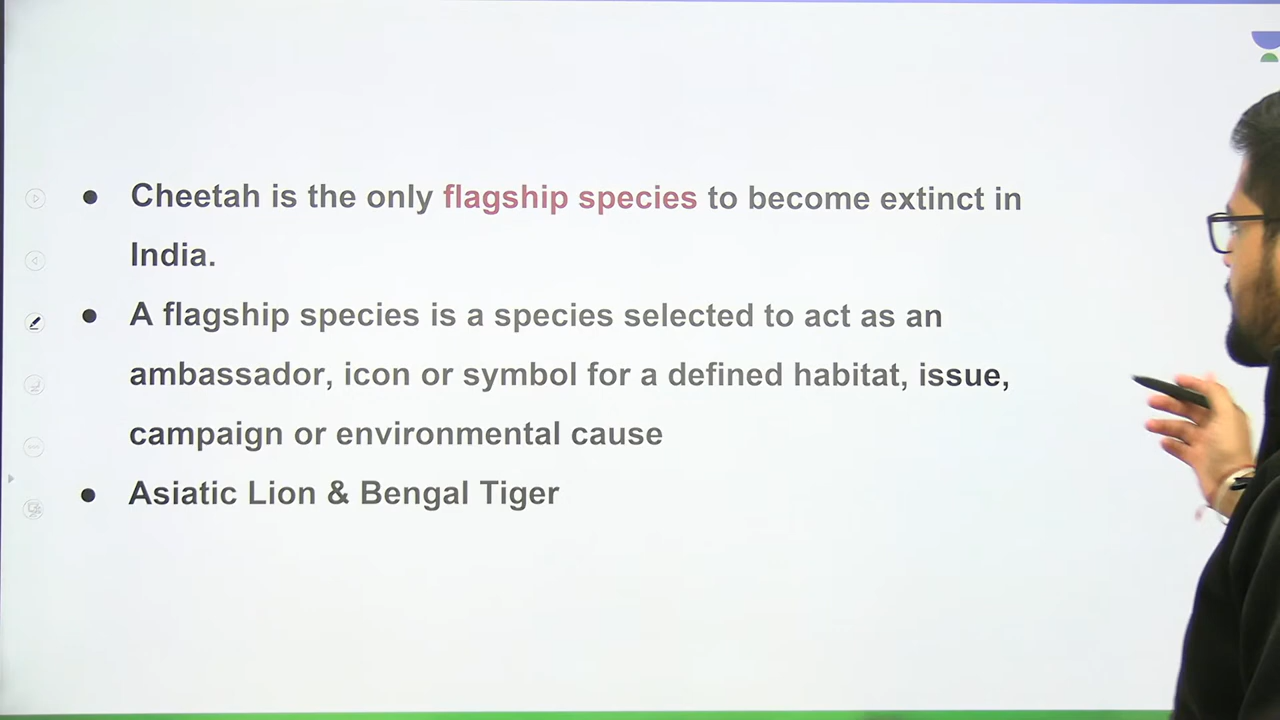 ● Cheetah is the only flagship species to become extinct in
India.
● A flagship species is a species selected to act as an
ambassador, icon or symbol for a defined habitat, issue,
campaign or environmental cause
● Asiatic Lion & Bengal Tiger